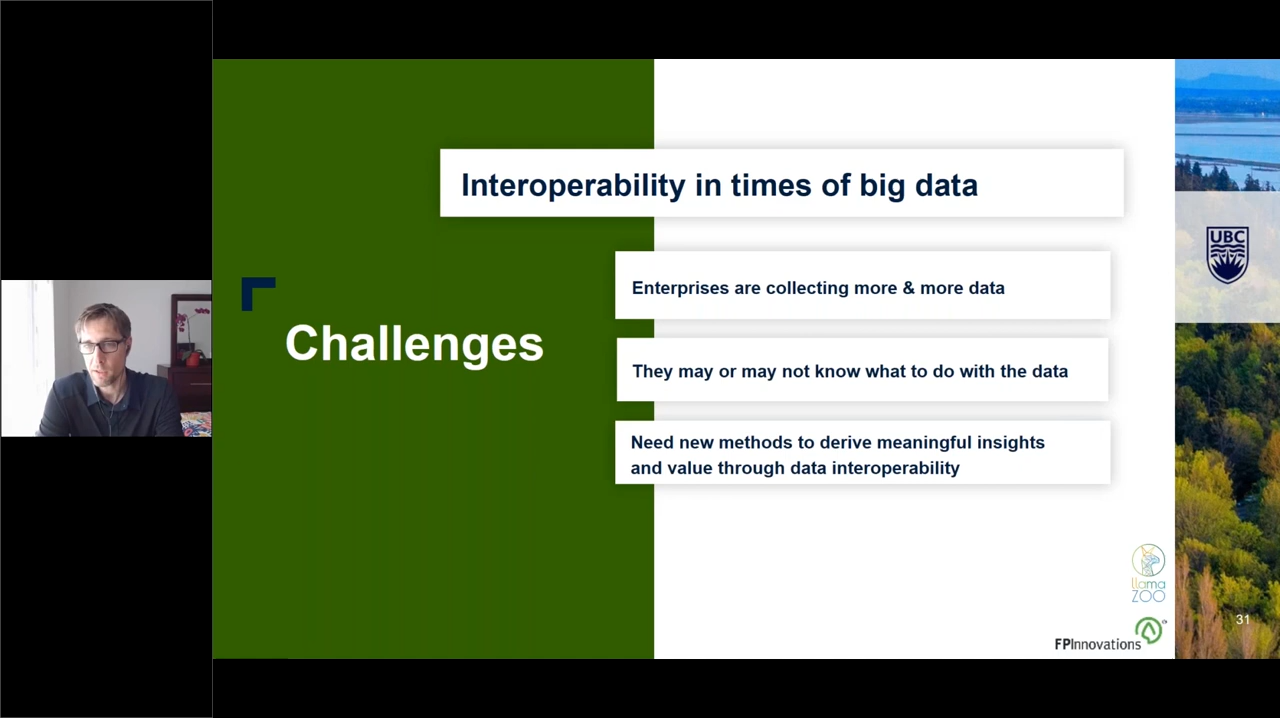 Interoperability in times of big data
UBC
Enterprises are collecting more & more data
Challenges
They may or may not know what to do with the data
Need new methods to derive meaningful insights
and value through data interoperability
llama
ZOO
31
FPInnovations